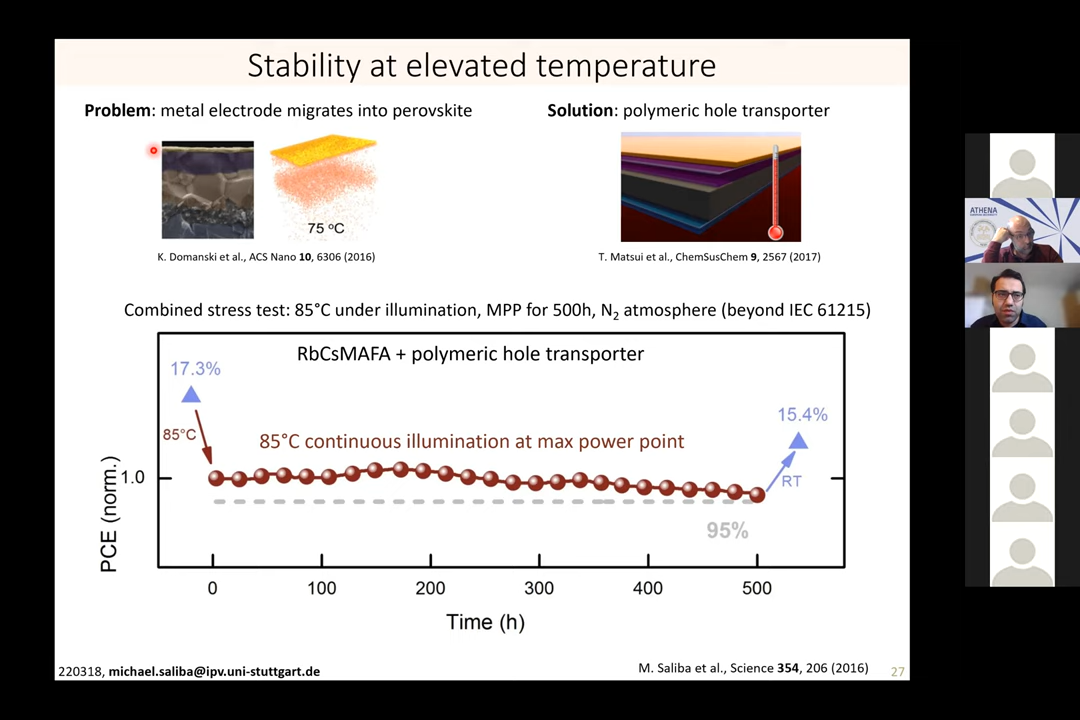 Stability at elevated temperature
Problem: metal electrode migrates into perovskite
Solution: polymeric hole transporter
75 °C
K. Domanski et al., ACS Nano 10, 6306 (2016)
T. Matsui et al., ChemSusChem 9, 2567 (2017)
Combined stress test: 85°C under illumination, MPP for 500h, N2 atmosphere (beyond IEC 61215)
RbCsMAFA + polymeric hole transporter
17.3%
15.4%
85°C
85°C continuous illumination at max power point
1.0
RT
95%
PCE (norm.)
0 100 200 300 400 500
Time (h)
220318, michael.saliba@ipv.uni-stuttgart.de
M. Saliba et al., Science 354, 206 (2016)
27
ATHENA